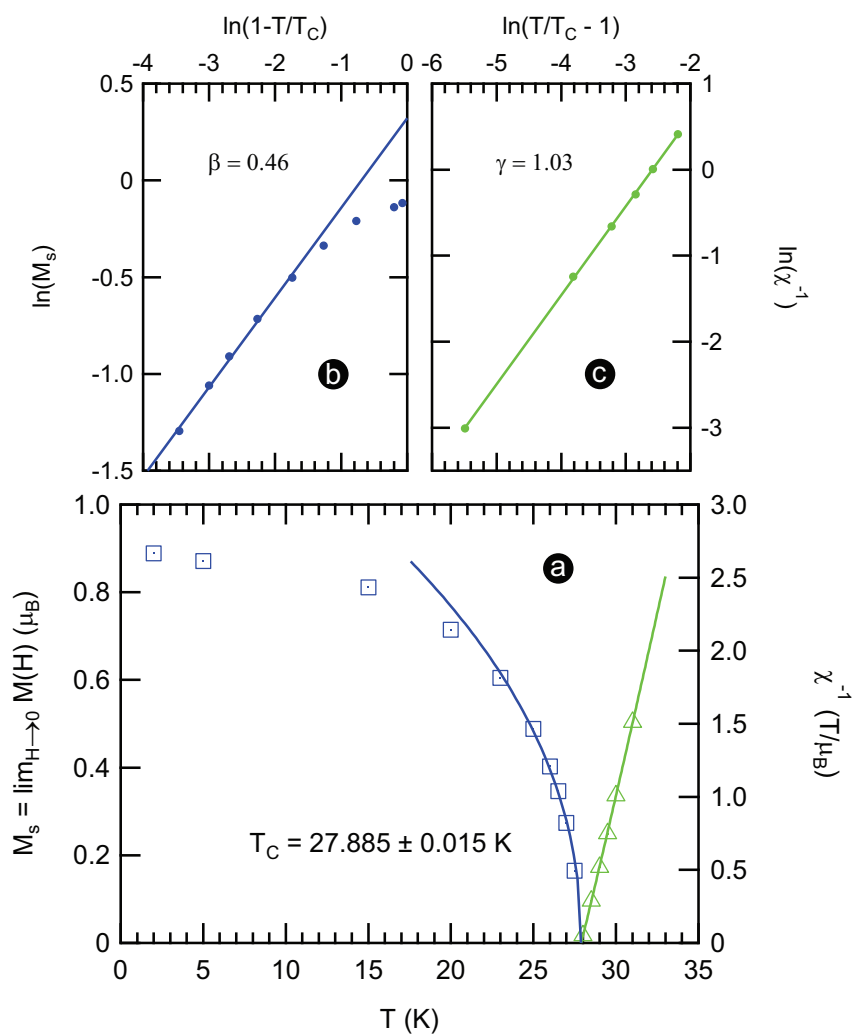 ln(1-T/T_C) ln(T/T_C - 1)
-4 -3 -2 -1 0 -6 -5 -4 -3 -2
0.5 1
β = 0.46 γ = 1.03
0 0
-0.5 -1
-1.0 -2
-1.5 -3
ln(M_s) ln(χ^-1)
b c
1.0 3.0
a
0.8 2.5
2.0
0.6
1.5
0.4
1.0
T_C = 27.885 ± 0.015 K
0.2 0.5
0 0
M_s = lim_H→0 M(H) (μ_B) χ^-1 (T/μ_B)
0 5 10 15 20 25 30 35
T (K)